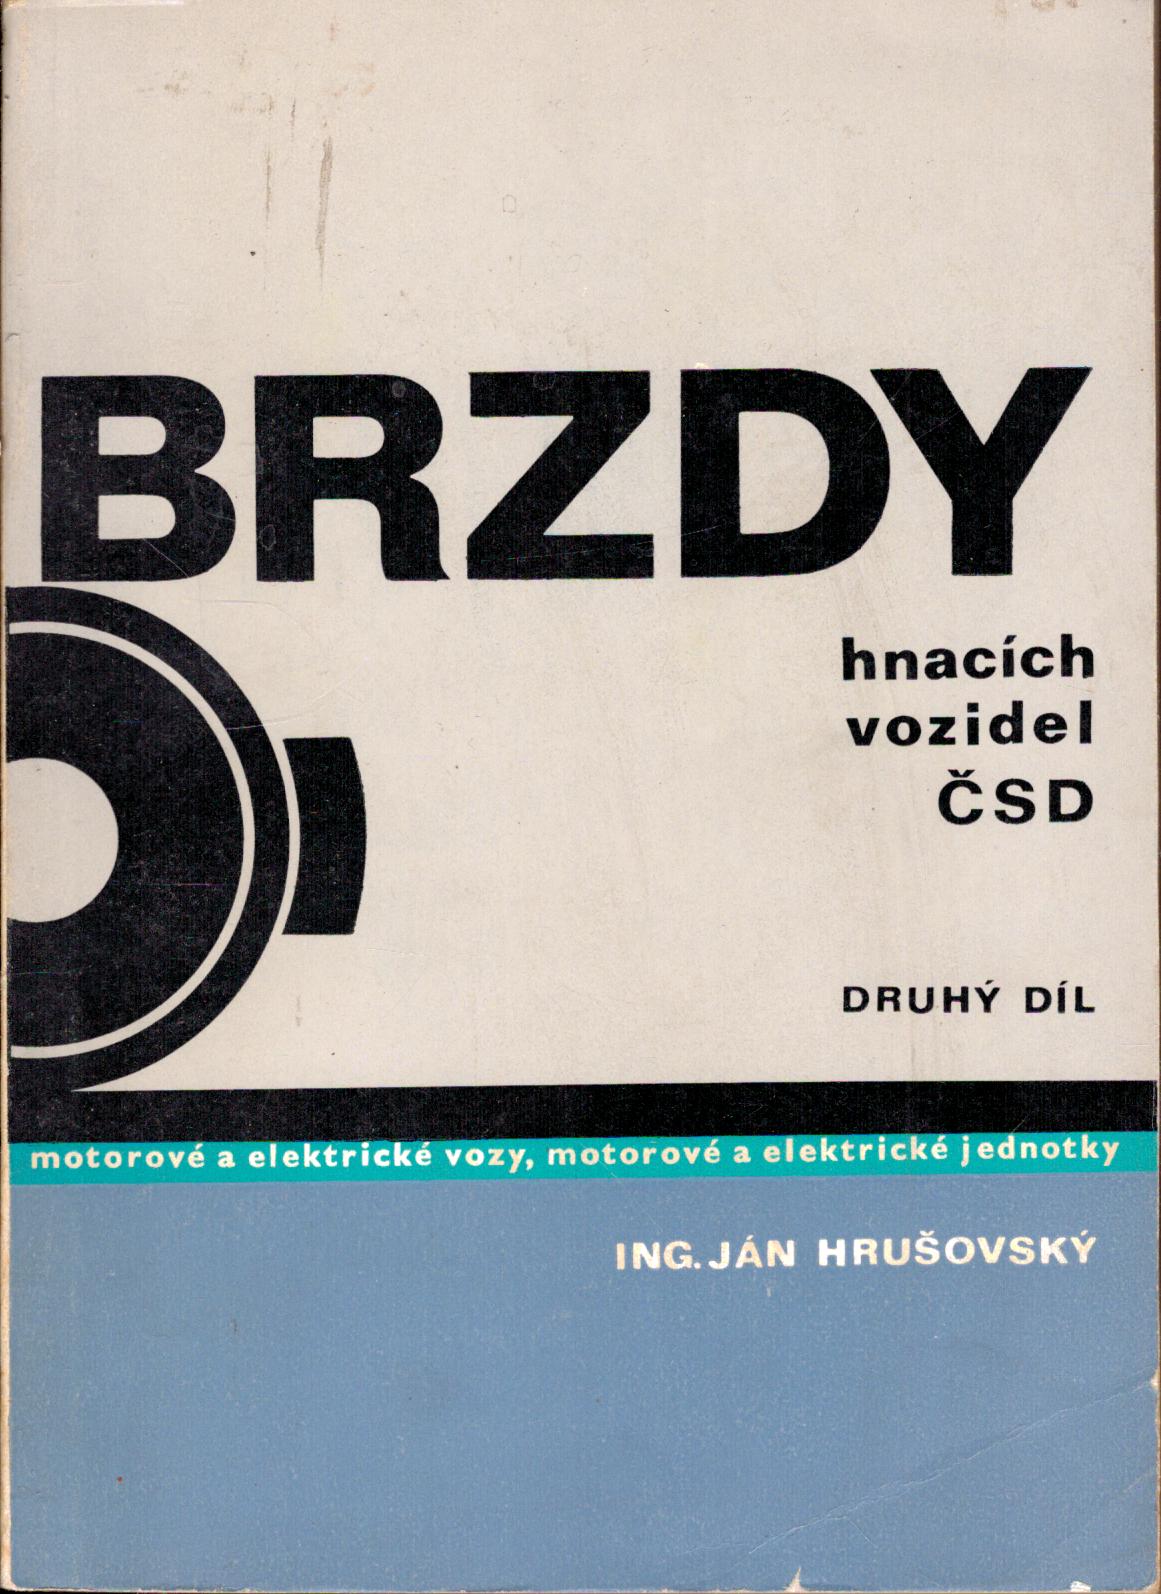 BRZDY
hnacích
vozidel
ČSD
DRUHÝ DÍL
motorové a elektrické vozy, motorové a elektrické jednotky
ING. JÁN HRUŠOVSKÝ